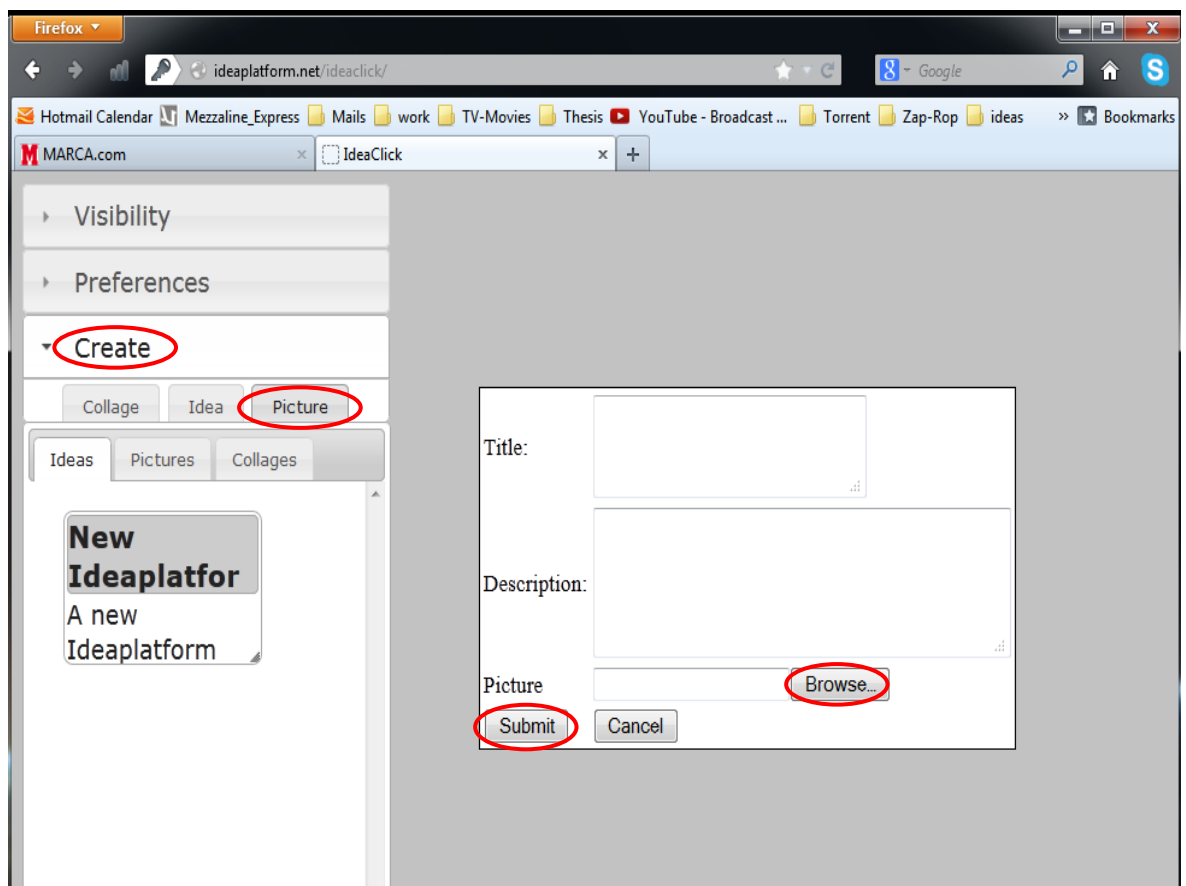 Firefox
ideaplatform.net/ideaclick/
Google
Hotmail Calendar Mezzaline_Express Mails work TV-Movies Thesis YouTube - Broadcast ... Torrent Zap-Rop ideas » Bookmarks
MARCA.com IdeaClick
Visibility
Preferences
Create
Collage Idea Picture
Ideas Pictures Collages
New
Ideaplatfor
A new
Ideaplatform
Title:
Description:
Picture Browse...
Submit Cancel